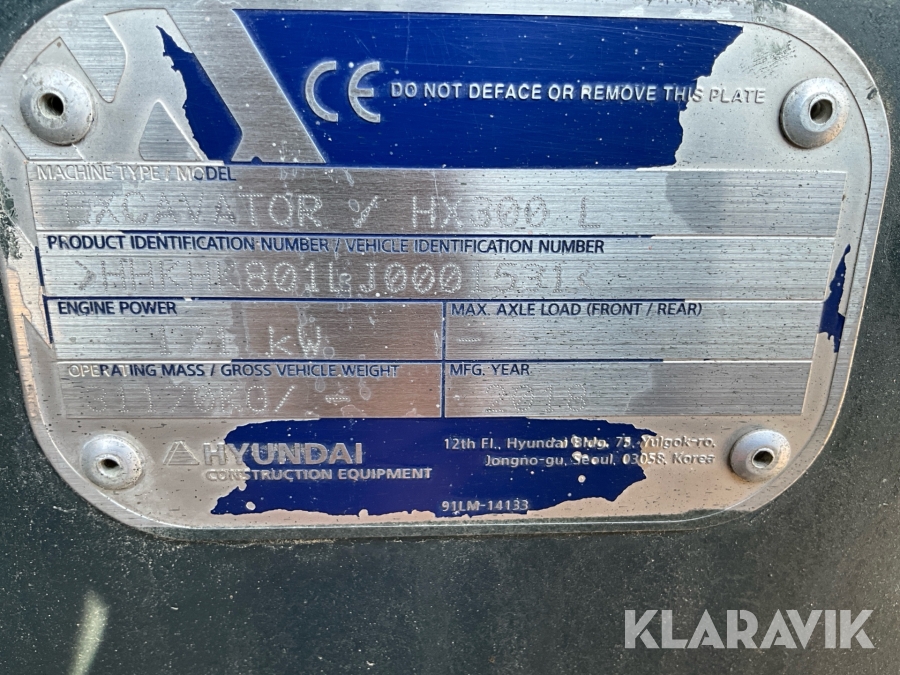 CE DO NOT DEFACE OR REMOVE THIS PLATE
MACHINE TYPE / MODEL
EXCAVATOR / HX300 L
PRODUCT IDENTIFICATION NUMBER / VEHICLE IDENTIFICATION NUMBER
ENGINE POWER
MAX. AXLE LOAD (FRONT / REAR)
kW
-
OPERATING MASS / GROSS VEHICLE WEIGHT
MFG. YEAR
2018
HYUNDAI
CONSTRUCTION EQUIPMENT
12th Fl., Hyundai Bldg. 75, Yulgok-ro,
Jongno-gu, Seoul, 03058, Korea
91LM-14133
KLARAVIK